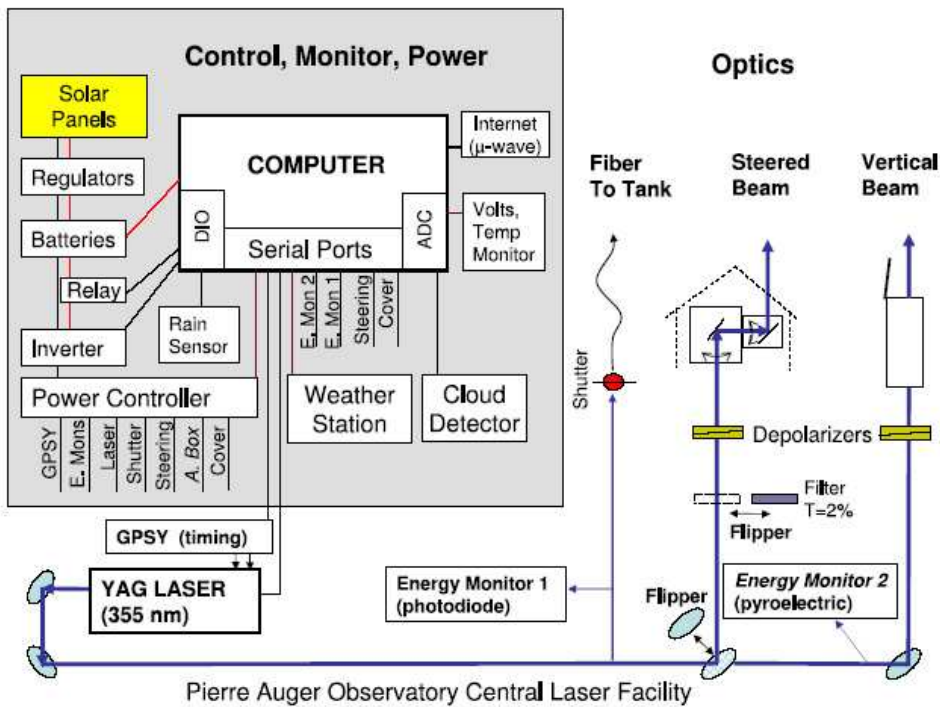 Control, Monitor, Power
Solar
Panels
Regulators
Batteries
Relay
Inverter
Power Controller
GPSY
E. Mons
Laser
Shutter
Steering
A. Box
Cover
COMPUTER
DIO
Serial Ports
ADC
Internet
(μ-wave)
Volts,
Temp
Monitor
Rain
Sensor
E. Mon 2
E. Mon 1
Steering
Cover
Weather
Station
Cloud
Detector
Optics
Fiber
To Tank
Steered
Beam
Vertical
Beam
Shutter
Depolarizers
Filter
T=2%
Flipper
GPSY (timing)
YAG LASER
(355 nm)
Energy Monitor 1
(photodiode)
Flipper
Energy Monitor 2
(pyroelectric)
Pierre Auger Observatory Central Laser Facility